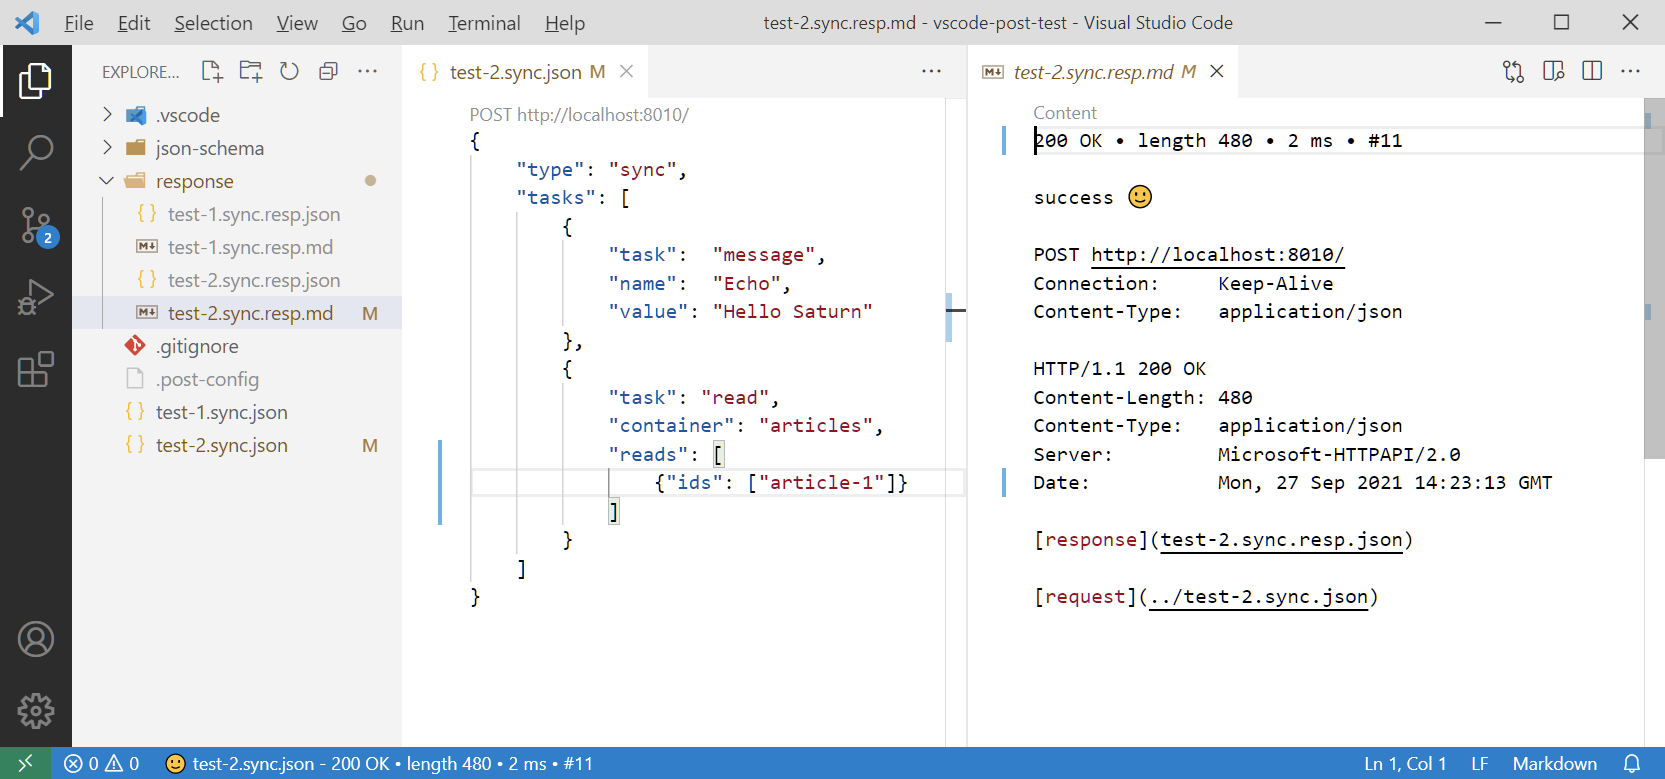 File Edit Selection View Go Run Terminal Help
test-2.sync.resp.md - vscode-post-test - Visual Studio Code
EXPLORE...
.vscode
json-schema
response
{} test-1.sync.resp.json
M↓ test-1.sync.resp.md
{} test-2.sync.resp.json
M↓ test-2.sync.resp.md M
.gitignore
.post-config
{} test-1.sync.json
{} test-2.sync.json M
2
{} test-2.sync.json M
POST http://localhost:8010/
{
    "type": "sync",
    "tasks": [
        {
            "task":  "message",
            "name":  "Echo",
            "value": "Hello Saturn"
        },
        {
            "task": "read",
            "container": "articles",
            "reads": [
                {"ids": ["article-1"]}
            ]
        }
    ]
}
M↓ test-2.sync.resp.md M
Content
200 OK • length 480 • 2 ms • #11
success 🙂
POST http://localhost:8010/
Connection:     Keep-Alive
Content-Type:   application/json
HTTP/1.1 200 OK
Content-Length: 480
Content-Type:   application/json
Server:         Microsoft-HTTPAPI/2.0
Date:           Mon, 27 Sep 2021 14:23:13 GMT
[response](test-2.sync.resp.json)
[request](../test-2.sync.json)
0 0 🙂 test-2.sync.json - 200 OK • length 480 • 2 ms • #11
Ln 1, Col 1 LF Markdown